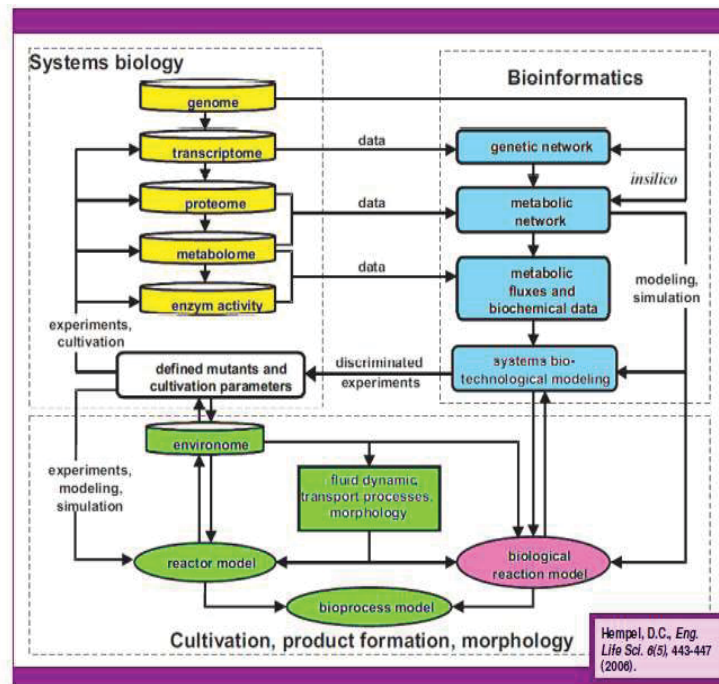 Systems biology
Bioinformatics
genome
transcriptome
data
genetic network
insilico
proteome
data
metabolic
network
metabolome
data
metabolic
fluxes and
biochemical data
modeling,
simulation
enzym activity
experiments,
cultivation
defined mutants and
cultivation parameters
discriminated
experiments
systems bio-
technological modeling
environome
experiments,
modeling,
simulation
fluid dynamic,
transport processes,
morphology
reactor model
biological
reaction model
bioprocess model
Cultivation, product formation, morphology
Hempel, D.C., Eng.
Life Sci. 6(5), 443-447
(2006).